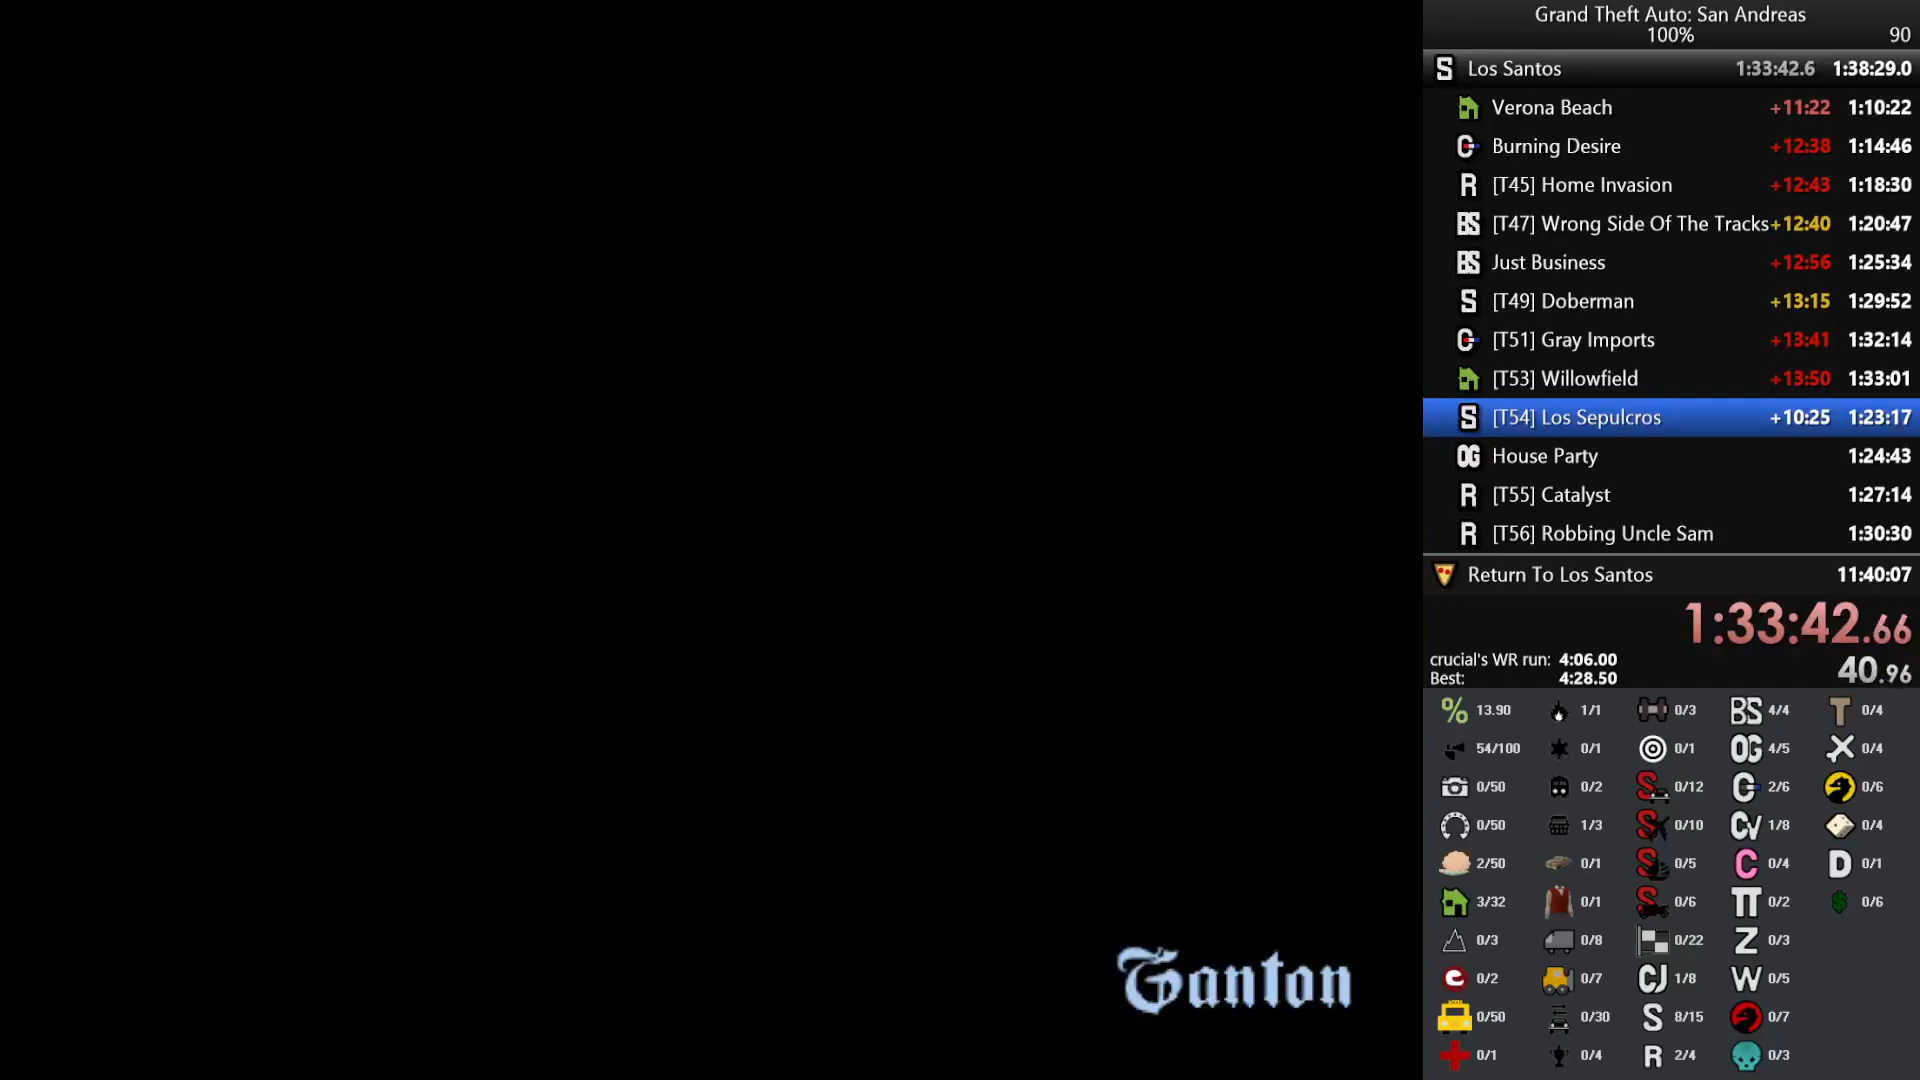 Grand Theft Auto: San Andreas
100% 90
Los Santos 1:33:42.6 1:38:29.0
Verona Beach +11:22 1:10:22
Burning Desire +12:38 1:14:46
R [T45] Home Invasion +12:43 1:18:30
BS [T47] Wrong Side Of The Tracks +12:40 1:20:47
BS Just Business +12:56 1:25:34
S [T49] Doberman +13:15 1:29:52
C [T51] Gray Imports +13:41 1:32:14
[T53] Willowfield +13:50 1:33:01
S [T54] Los Sepulcros +10:25 1:23:17
OG House Party 1:24:43
R [T55] Catalyst 1:27:14
R [T56] Robbing Uncle Sam 1:30:30
Return To Los Santos 11:40:07
1:33:42.66
crucial's WR run: 4:06.00
Best: 4:28.50
40.96
% 13.90 1/1 0/3 BS 4/4 T 0/4
54/100 0/1 0/1 OG 4/5 0/4
0/50 0/2 S 0/12 C 2/6 0/6
0/50 1/3 S 0/10 CV 1/8 0/4
2/50 0/1 S 0/5 C 0/4 D 0/1
3/32 0/1 S 0/6 TT 0/2 $ 0/6
0/3 0/8 0/22 Z 0/3
e 0/2 0/7 CJ 1/8 W 0/5
0/50 0/30 S 8/15 0/7
0/1 0/4 R 2/4 0/3
Ganton